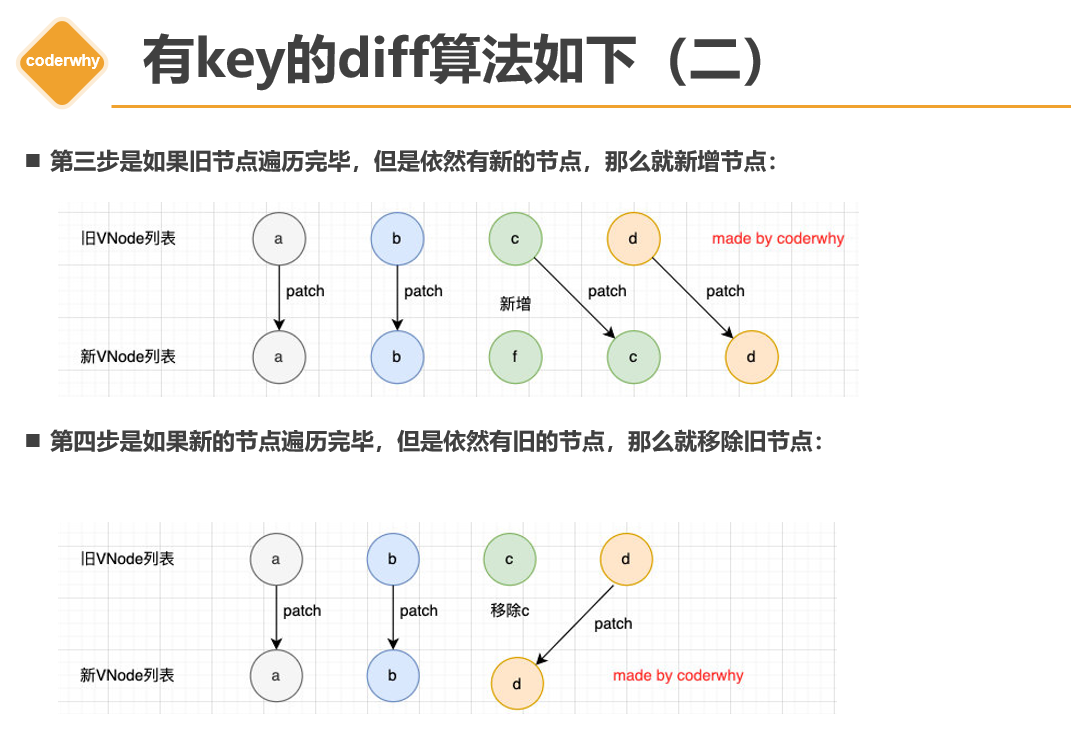 coderwhy
有key的diff算法如下（二）
■ 第三步是如果旧节点遍历完毕，但是依然有新的节点，那么就新增节点：
旧VNode列表 a b c d made by coderwhy
patch patch 新增 patch patch
新VNode列表 a b f c d
■ 第四步是如果新的节点遍历完毕，但是依然有旧的节点，那么就移除旧节点：
旧VNode列表 a b c d
patch patch 移除c patch
新VNode列表 a b d made by coderwhy